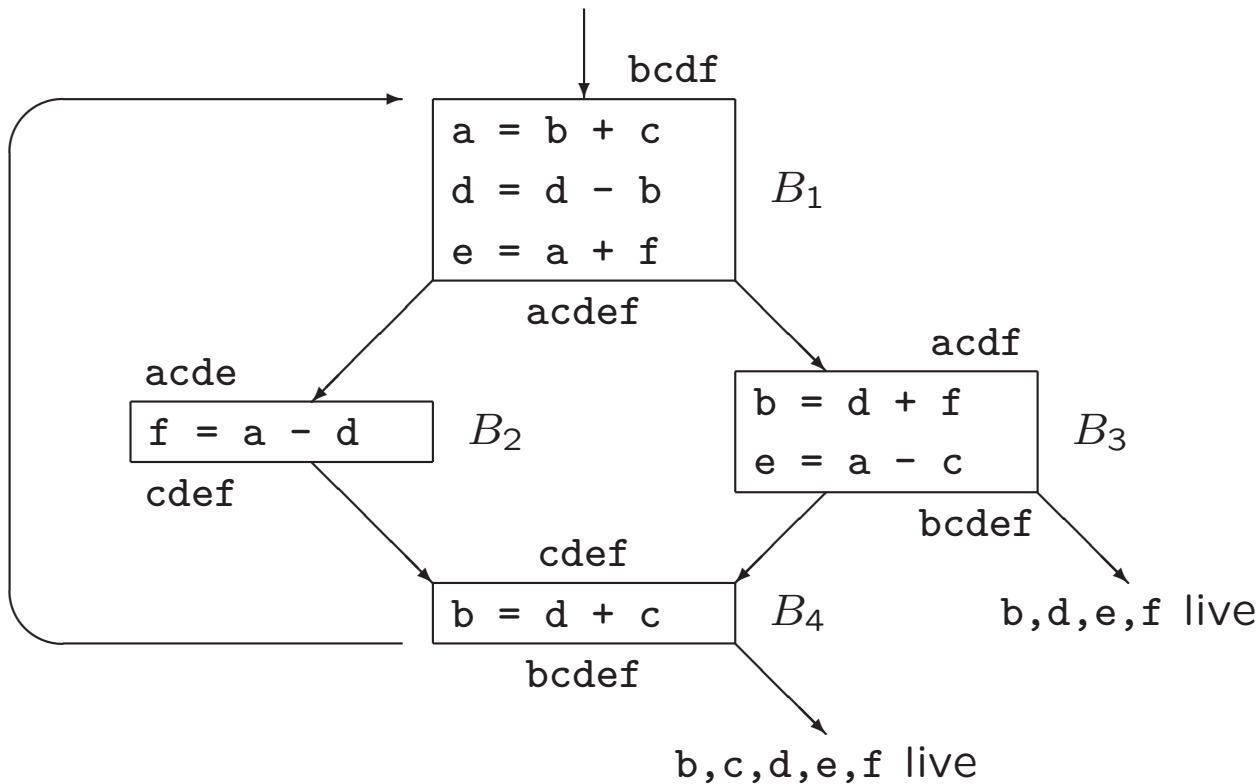 bcdf
a = b + c
d = d - b
e = a + f
B1
acdef
acde
f = a - d
B2
cdef
acdf
b = d + f
e = a - c
B3
bcdef
cdef
b = d + c
B4
bcdef
b,d,e,f live
b,c,d,e,f live